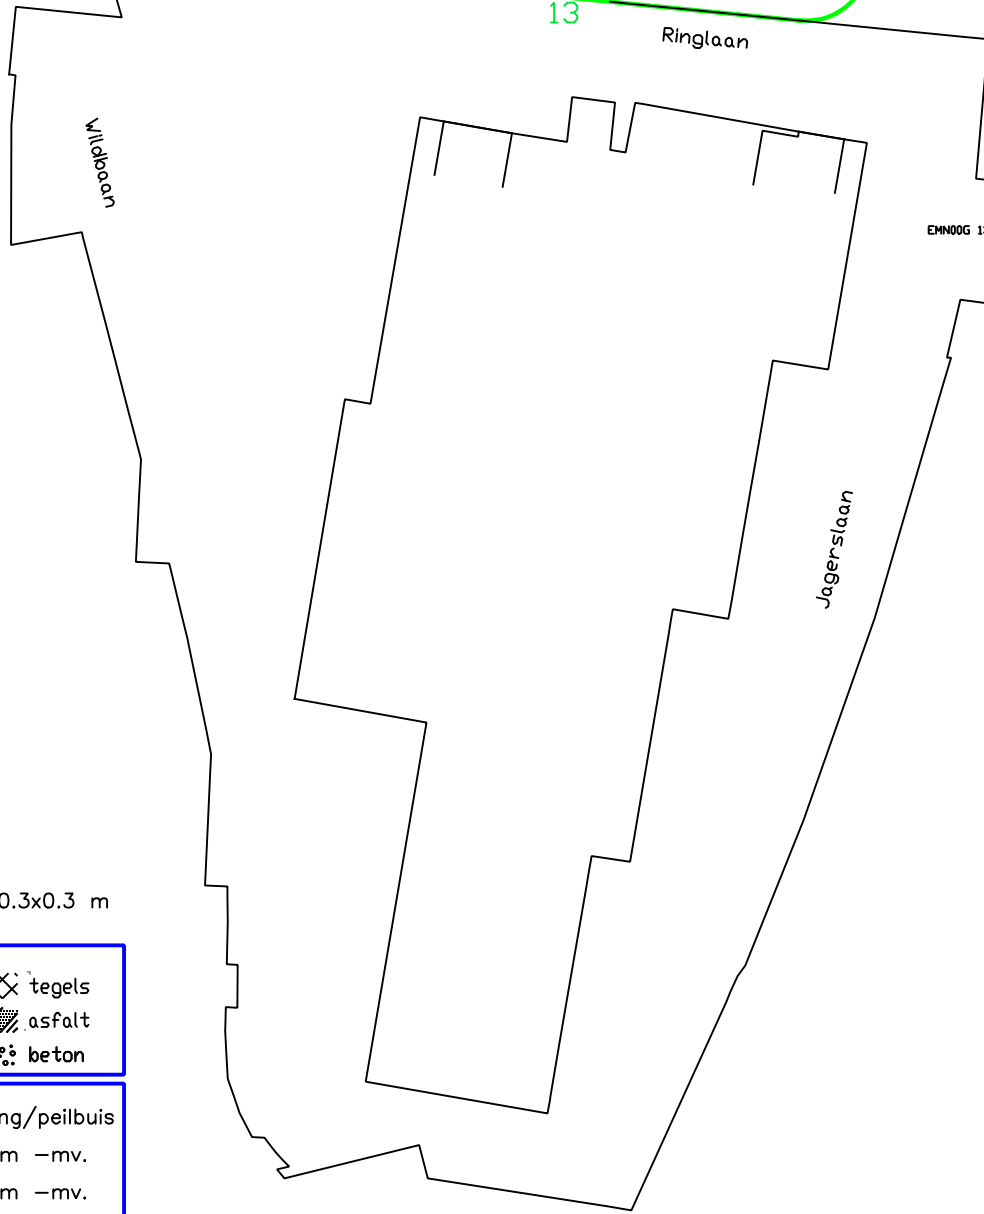 13
Ringlaan
Wildbaan
EMN00G
Jagerslaan
0.3x0.3 m
tegels
asfalt
beton
ng/peilbuis
m -mv.
m -mv.